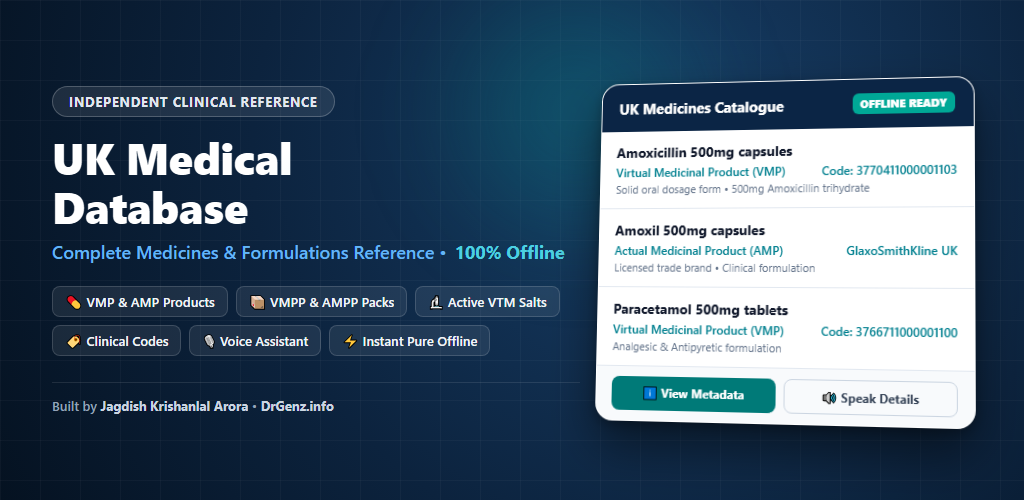 INDEPENDENT CLINICAL REFERENCE
UK Medical
Database
Complete Medicines & Formulations Reference • 100% Offline
VMP & AMP Products
VMPP & AMPP Packs
Active VTM Salts
Clinical Codes
Voice Assistant
Instant Pure Offline
Built by Jagdish Krishanlal Arora • DrGenz.info
UK Medicines Catalogue
OFFLINE READY
Amoxicillin 500mg capsules
Virtual Medicinal Product (VMP)
Code: 3770411000001103
Solid oral dosage form • 500mg Amoxicillin trihydrate
Amoxil 500mg capsules
Actual Medicinal Product (AMP)
GlaxoSmithKline UK
Licensed trade brand • Clinical formulation
Paracetamol 500mg tablets
Virtual Medicinal Product (VMP)
Code: 3766711000001100
Analgesic & Antipyretic formulation
View Metadata
Speak Details